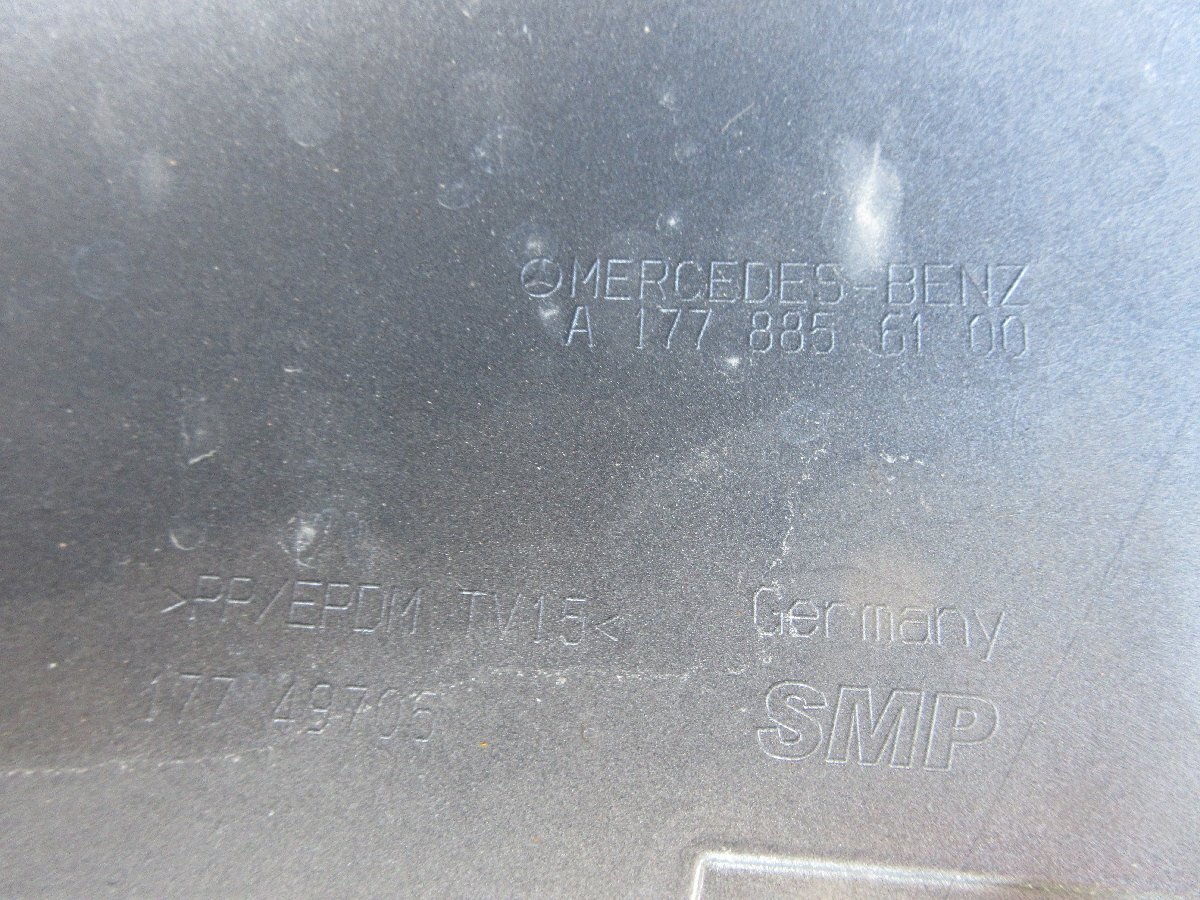 MERCEDES-BENZ
A 177 885 61 00
>PP/EPDM TV15<
Germany
177 49705
SMP